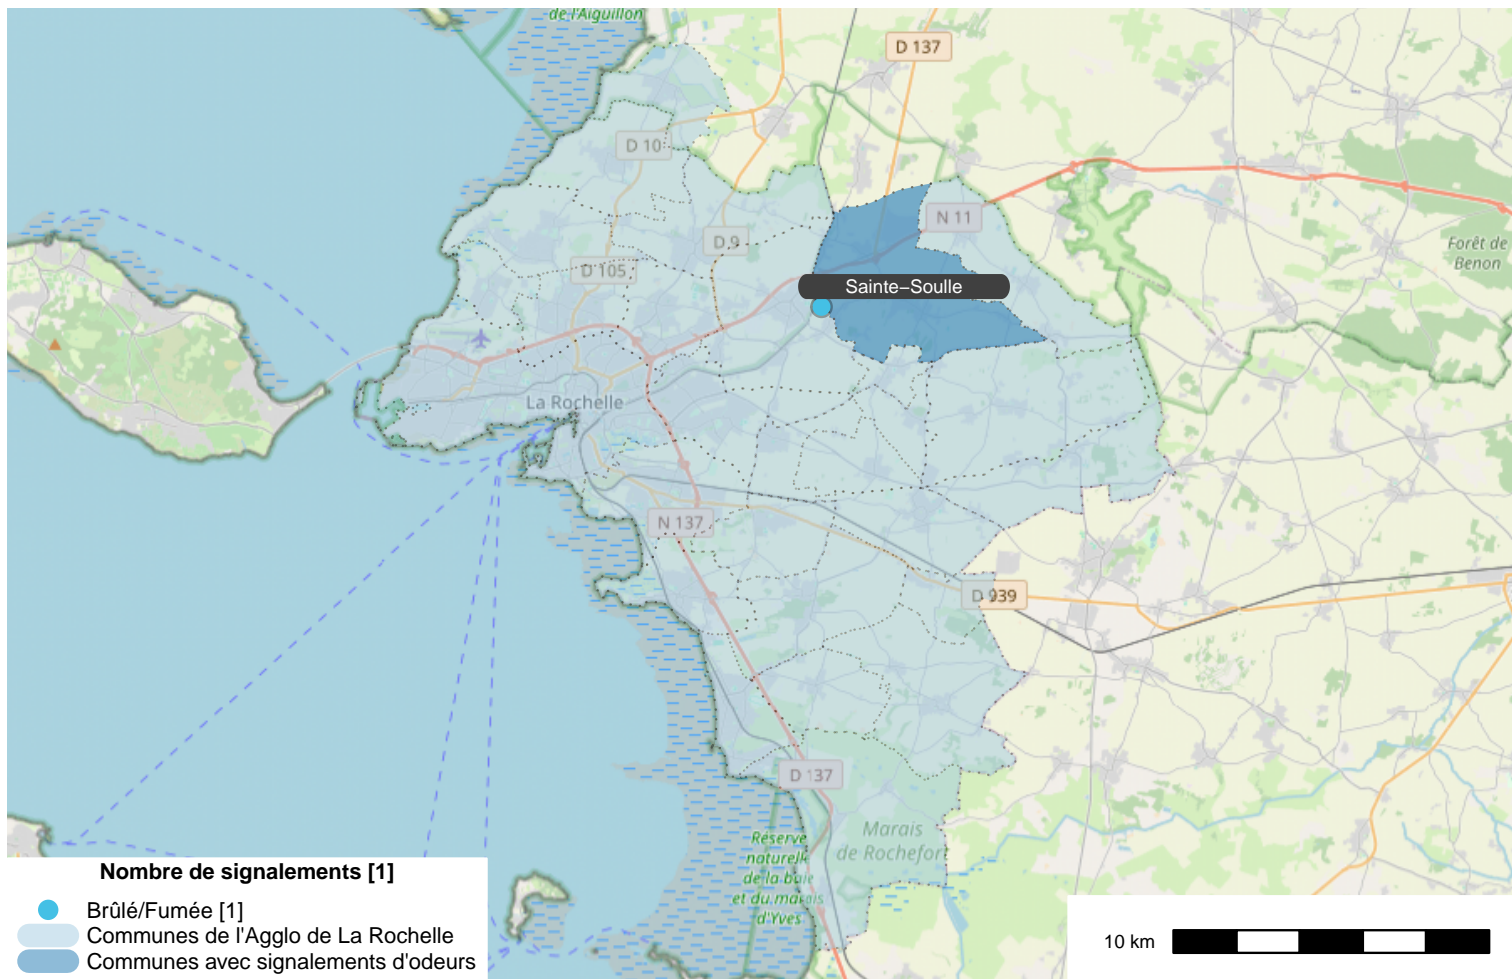 de l'Aiguillon
D 137
D 10
N 11
D 9
Forêt de
Benon
D 105
Sainte−Soulle
La Rochelle
N 137
D 939
D 137
Marais
de Rochefort
Réserve
naturelle
de la baie
et du marais
d'Yves
Nombre de signalements [1]
Brûlé/Fumée [1]
Communes de l'Agglo de La Rochelle
Communes avec signalements d'odeurs
10 km